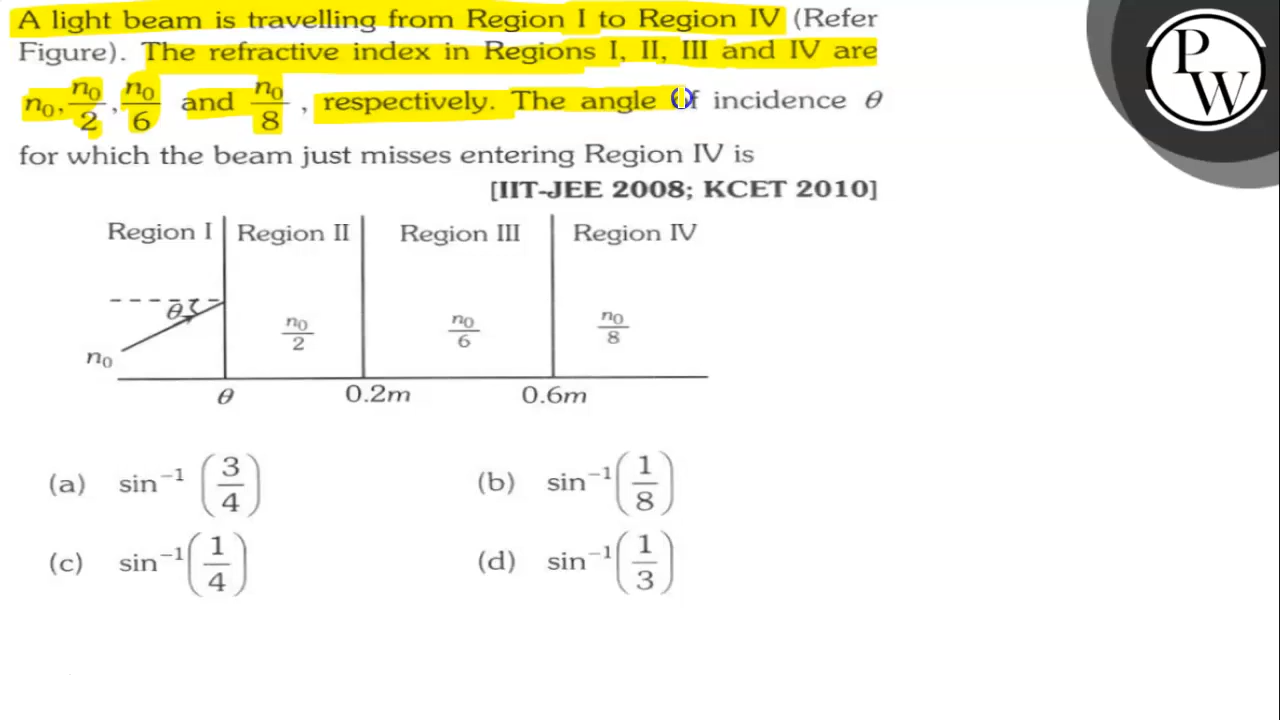 A light beam is travelling from Region I to Region IV (Refer
Figure). The refractive index in Regions I, II, III and IV are
n₀, n₀/2, n₀/6 and n₀/8, respectively. The angle of incidence θ
for which the beam just misses entering Region IV is
[IIT-JEE 2008; KCET 2010]
Region I Region II Region III Region IV
θ
n₀ n₀/2 n₀/6 n₀/8
θ 0.2m 0.6m
(a) sin⁻¹(3/4) (b) sin⁻¹(1/8)
(c) sin⁻¹(1/4) (d) sin⁻¹(1/3)
PW